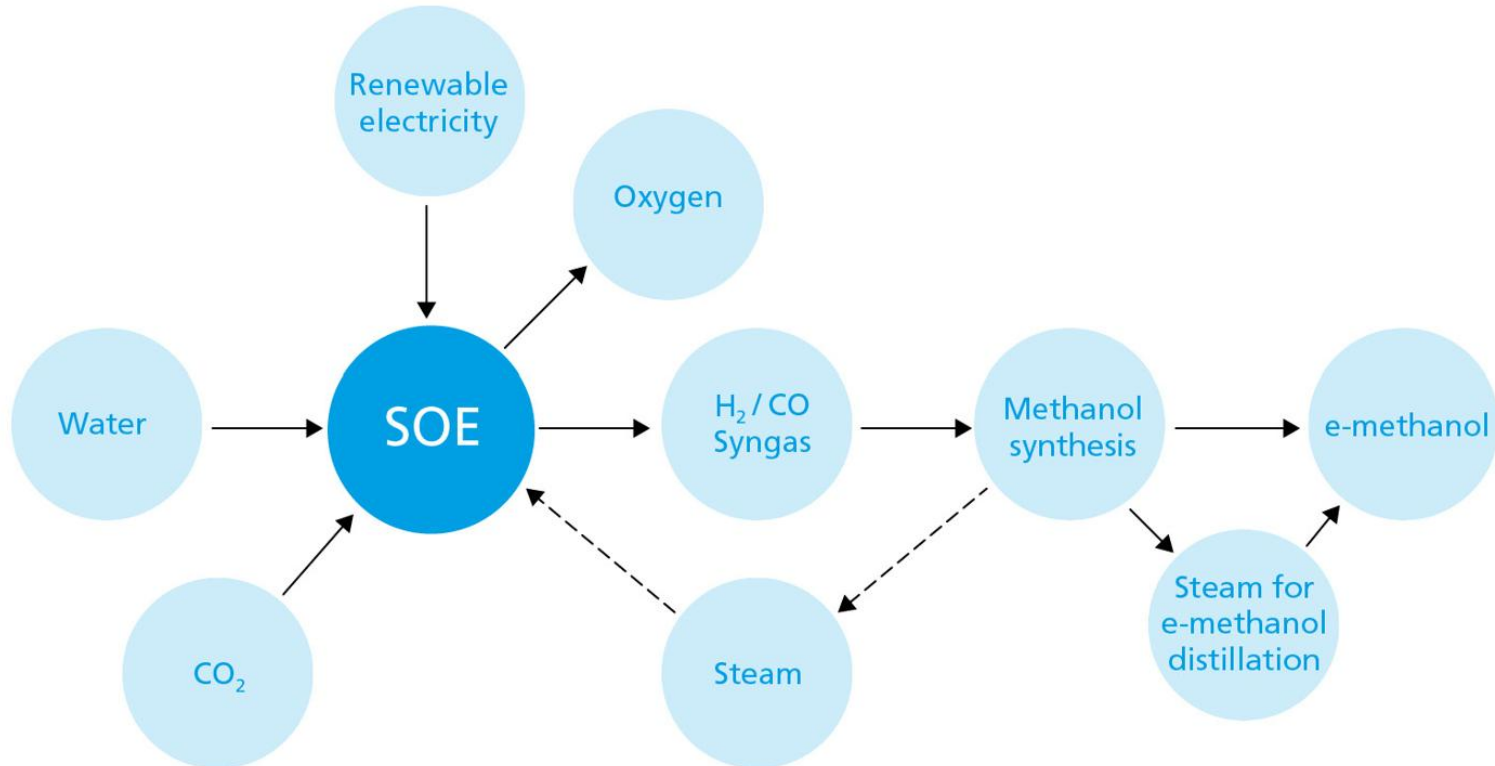 Renewable
electricity
Oxygen
Water
SOE
H₂ / CO
Syngas
Methanol
synthesis
e-methanol
CO₂
Steam
Steam for
e-methanol
distillation